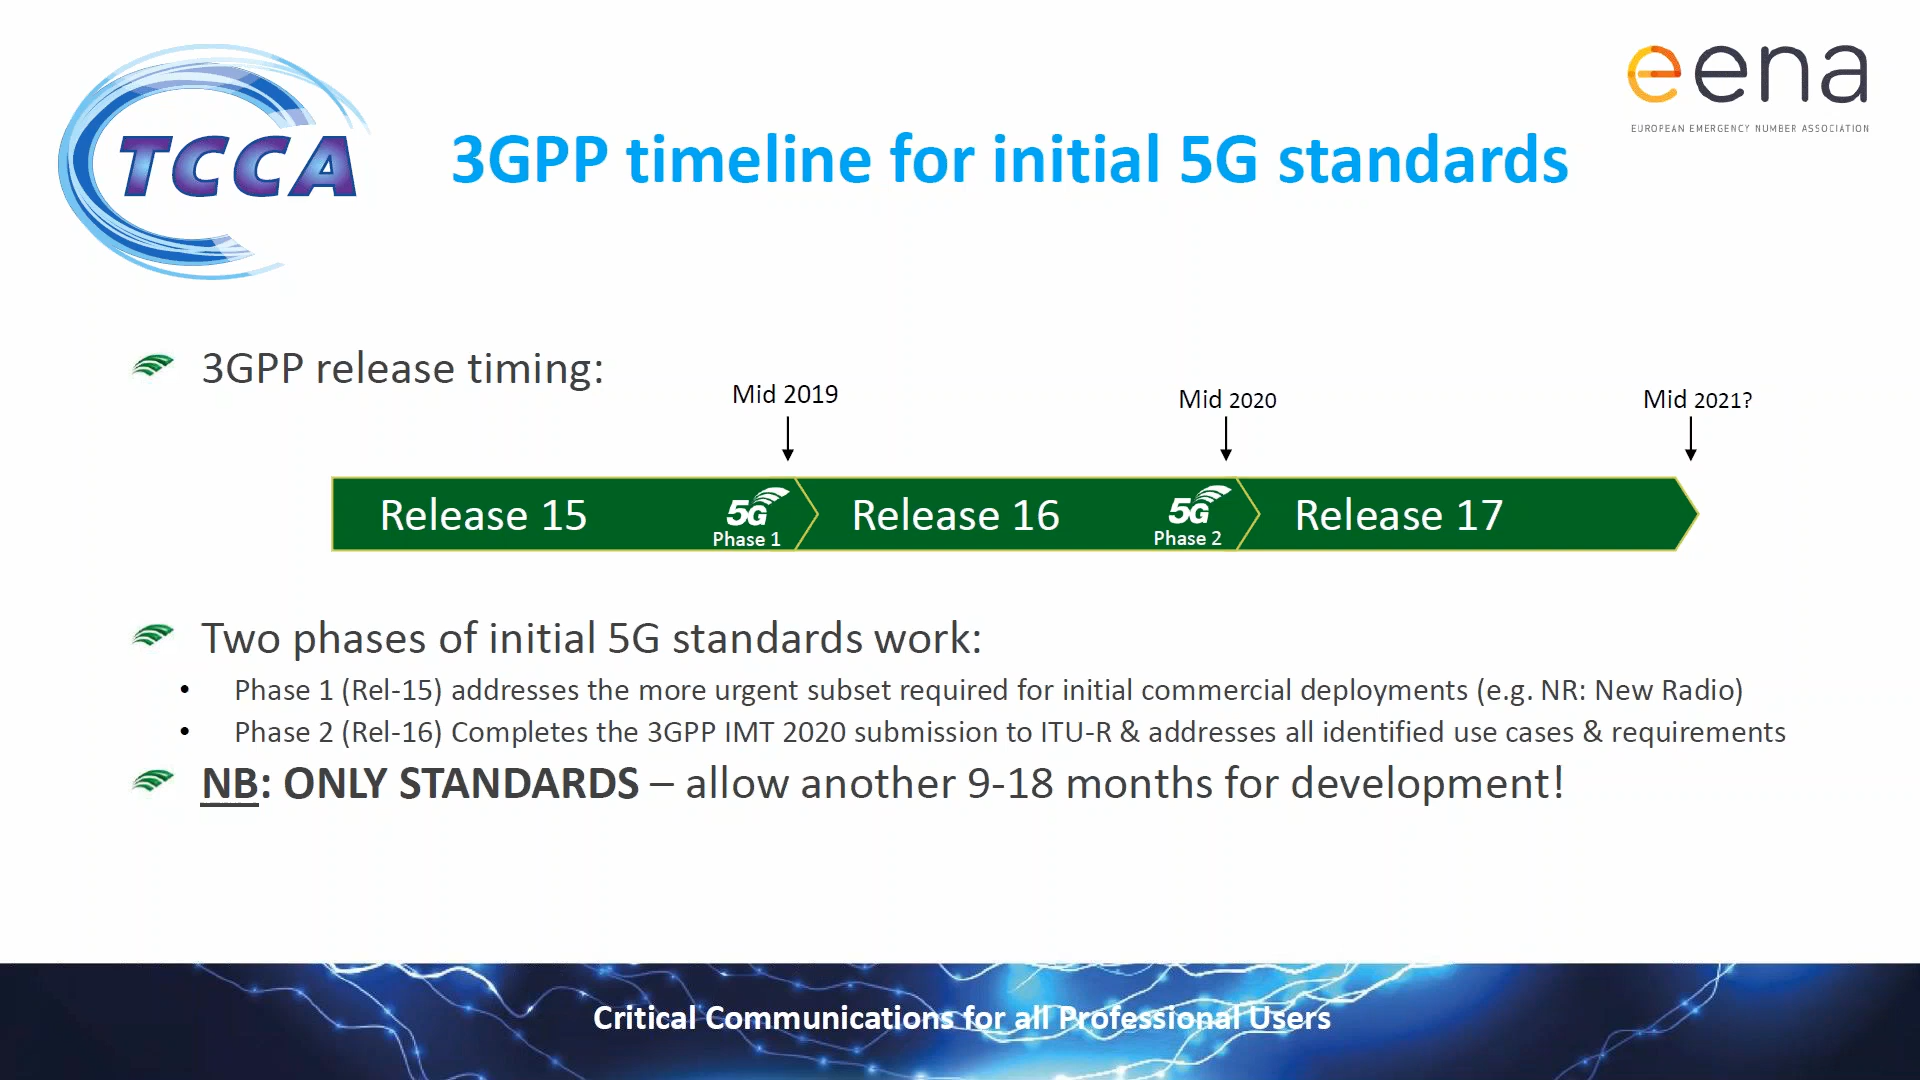 TCCA
eena
EUROPEAN EMERGENCY NUMBER ASSOCIATION
3GPP timeline for initial 5G standards
3GPP release timing:
Mid 2019
Mid 2020
Mid 2021?
Release 15
5G
Phase 1
Release 16
5G
Phase 2
Release 17
Two phases of initial 5G standards work:
• Phase 1 (Rel-15) addresses the more urgent subset required for initial commercial deployments (e.g. NR: New Radio)
• Phase 2 (Rel-16) Completes the 3GPP IMT 2020 submission to ITU-R & addresses all identified use cases & requirements
NB: ONLY STANDARDS – allow another 9-18 months for development!
Critical Communications for all Professional Users